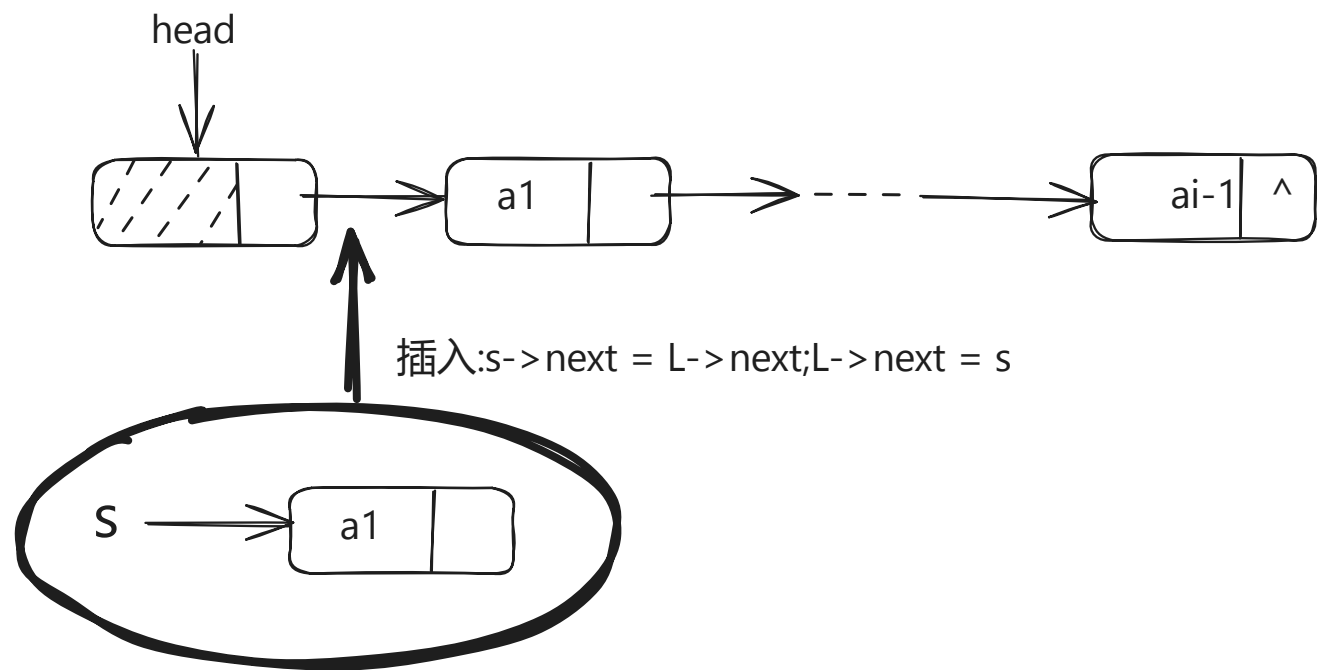 head
a1
ai-1 ^
插入:s->next = L->next;L->next = s
s
a1